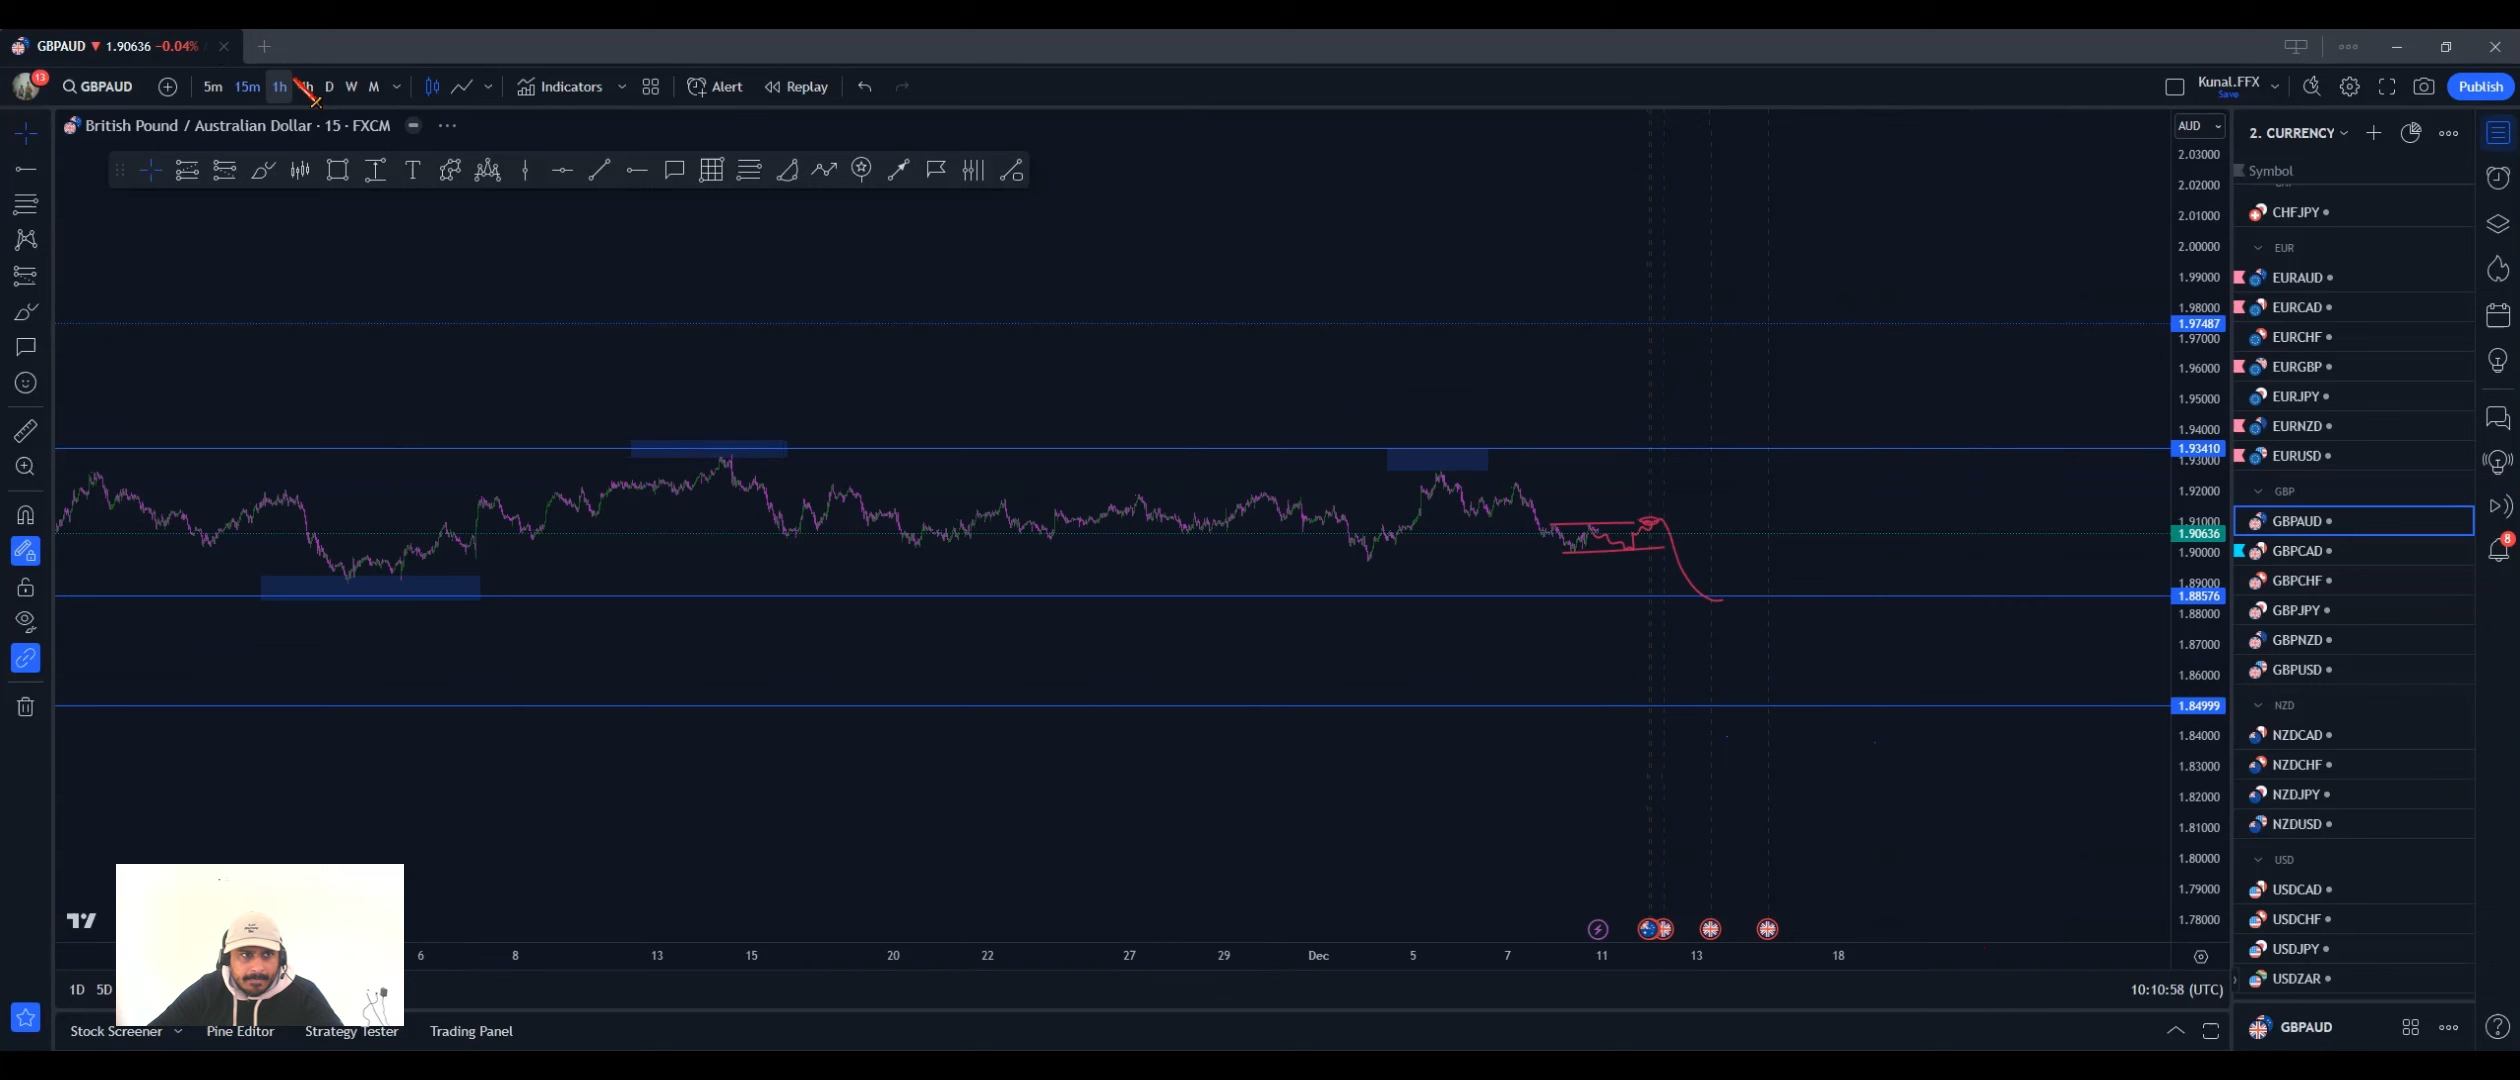 GBPAUD ▼ 1.90636 −0.04%
13
GBPAUD
5m 15m 1h D W M
Indicators
Alert
Replay
Kunal.FFX
Save
Publish
British Pound / Australian Dollar · 15 · FXCM
AUD
2.03000
2.02000
2.01000
2.00000
1.99000
1.98000
1.97487
1.97000
1.96000
1.95000
1.94000
1.93410
1.93000
1.92000
1.91000
1.90636
1.90000
1.89000
1.88576
1.88000
1.87000
1.86000
1.84999
1.84000
1.83000
1.82000
1.81000
1.80000
1.79000
1.78000
6 8 13 15 20 22 27 29 Dec 5 7 11 13 18
1D 5D
10:10:58 (UTC)
Stock Screener
Pine Editor
Strategy Tester
Trading Panel
2. CURRENCY
Symbol
CHFJPY
EUR
EURAUD
EURCAD
EURCHF
EURGBP
EURJPY
EURNZD
EURUSD
GBP
GBPAUD
GBPCAD
GBPCHF
GBPJPY
GBPNZD
GBPUSD
NZD
NZDCAD
NZDCHF
NZDJPY
NZDUSD
USD
USDCAD
USDCHF
USDJPY
USDZAR
GBPAUD
8